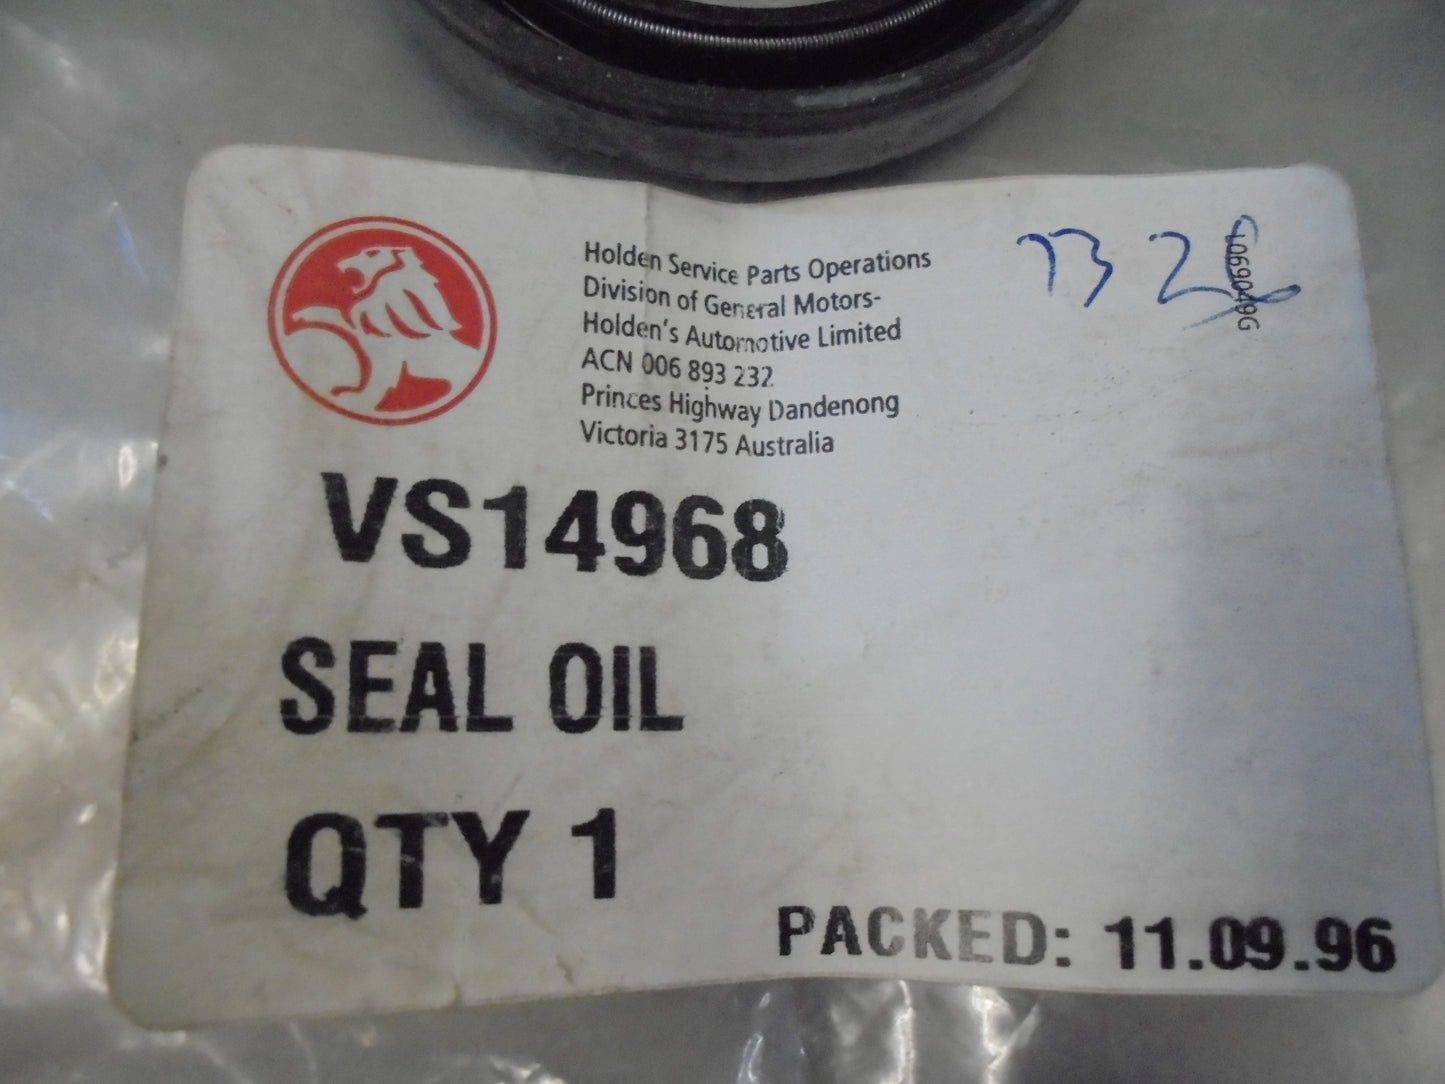 Holden Service Parts Operations
Division of General Motors-
Holden's Automotive Limited
ACN 006 893 232
Princes Highway Dandenong
Victoria 3175 Australia
VS14968
SEAL OIL
QTY 1
PACKED: 11.09.96